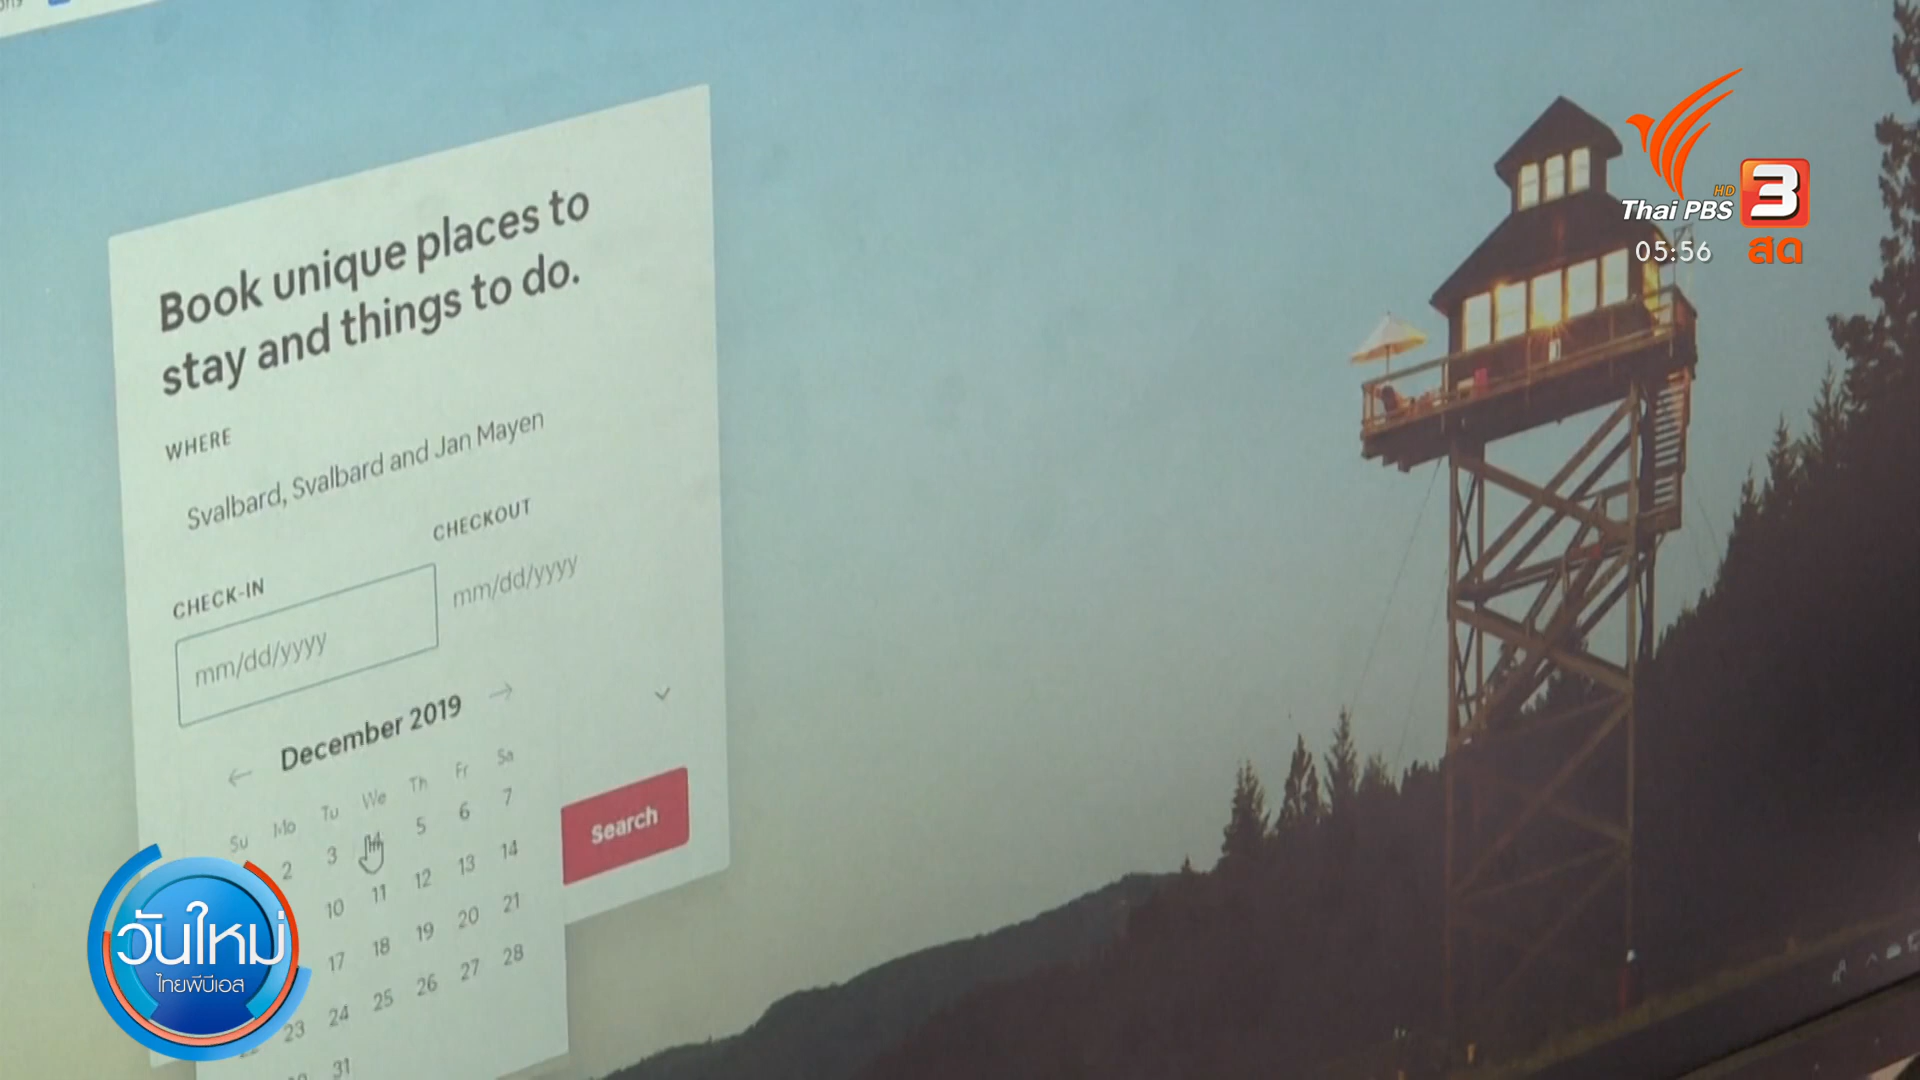 Book unique places to
stay and things to do.
WHERE
Svalbard, Svalbard and Jan Mayen
CHECK-IN
CHECKOUT
mm/dd/yyyy
mm/dd/yyyy
December 2019
Su Mo Tu We Th Fr Sa
2 3 4 5 6 7
10 11 12 13 14
17 18 19 20 21
23 24 25 26 27 28
31
Search
HD
Thai PBS 3
05:56 สด
วันใหม่
ไทยพีบีเอส